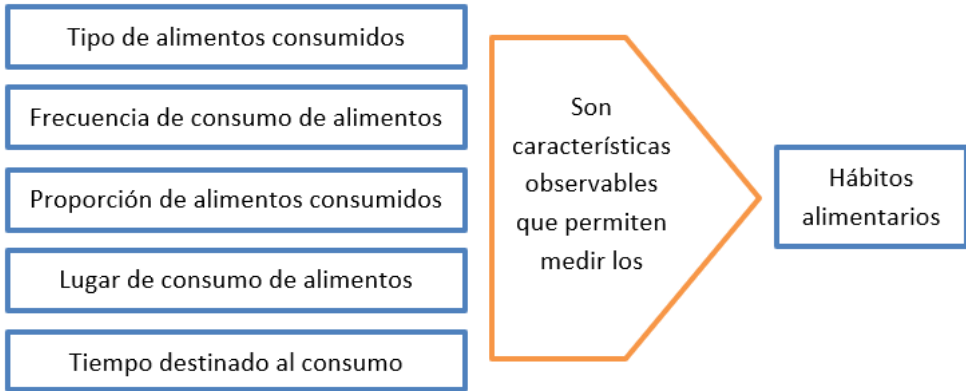 Tipo de alimentos consumidos
Frecuencia de consumo de alimentos
Proporción de alimentos consumidos
Lugar de consumo de alimentos
Tiempo destinado al consumo
Son
características
observables
que permiten
medir los
Hábitos
alimentarios